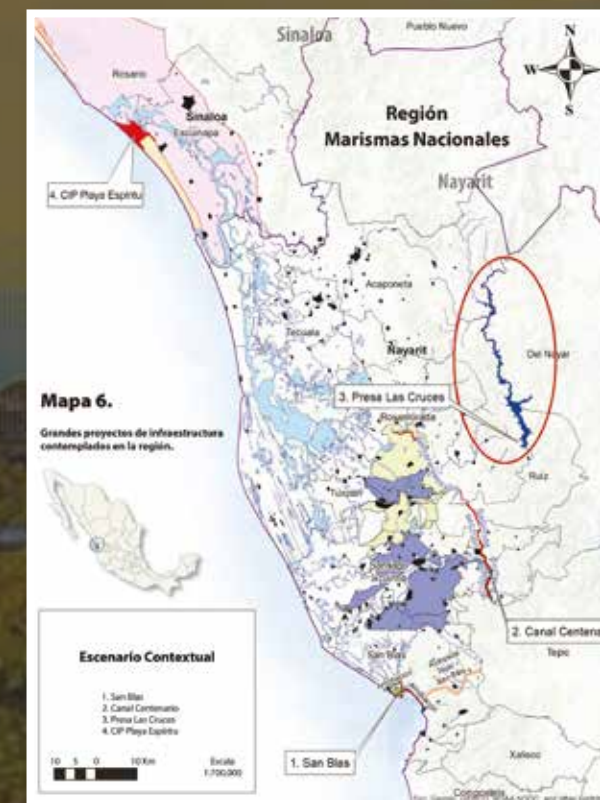 Sinaloa
Pueblo Nuevo
N
W
S
Rosario
Sinaloa
Escuinapa
Región
Marismas Nacionales
Nayarit
4. CIP Playa Espíritu
Acaponeta
Tecuala
Nayarit
Del Nayar
3. Presa Las Cruces
Mapa 6.
Rosamorada
Grandes proyectos de infraestructura
contemplados en la región.
Ruiz
Tuxpan
2. Canal Centena
Tepic
Escenario Contextual
San Blas
1. San Blas
2. Canal Centenario
3. Presa Las Cruces
4. CIP Playa Espíritu
10 5 0 10 Km
Escala
1:700,000
1. San Blas
Xalisco
Compostela